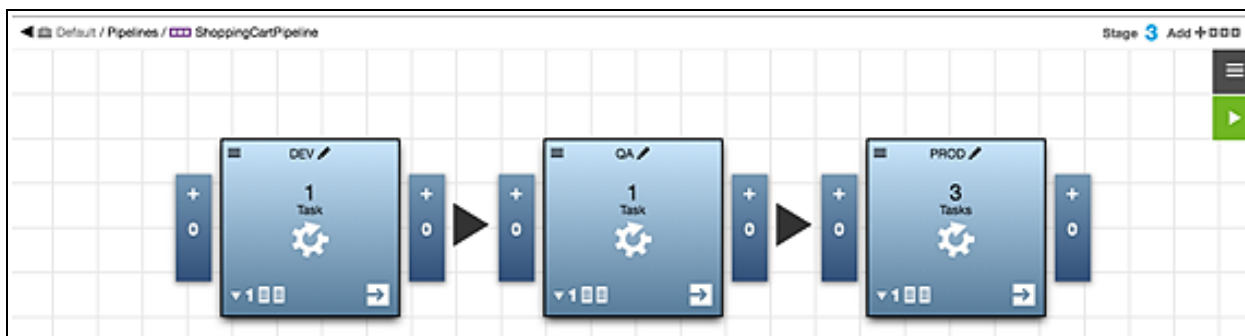 Default / Pipelines / ShoppingCartPipeline
Stage 3 Add +
DEV
QA
PROD
1
Task
1
Task
3
Tasks
+
0
+
0
+
0
+
0
+
0
+
0
1
1
1